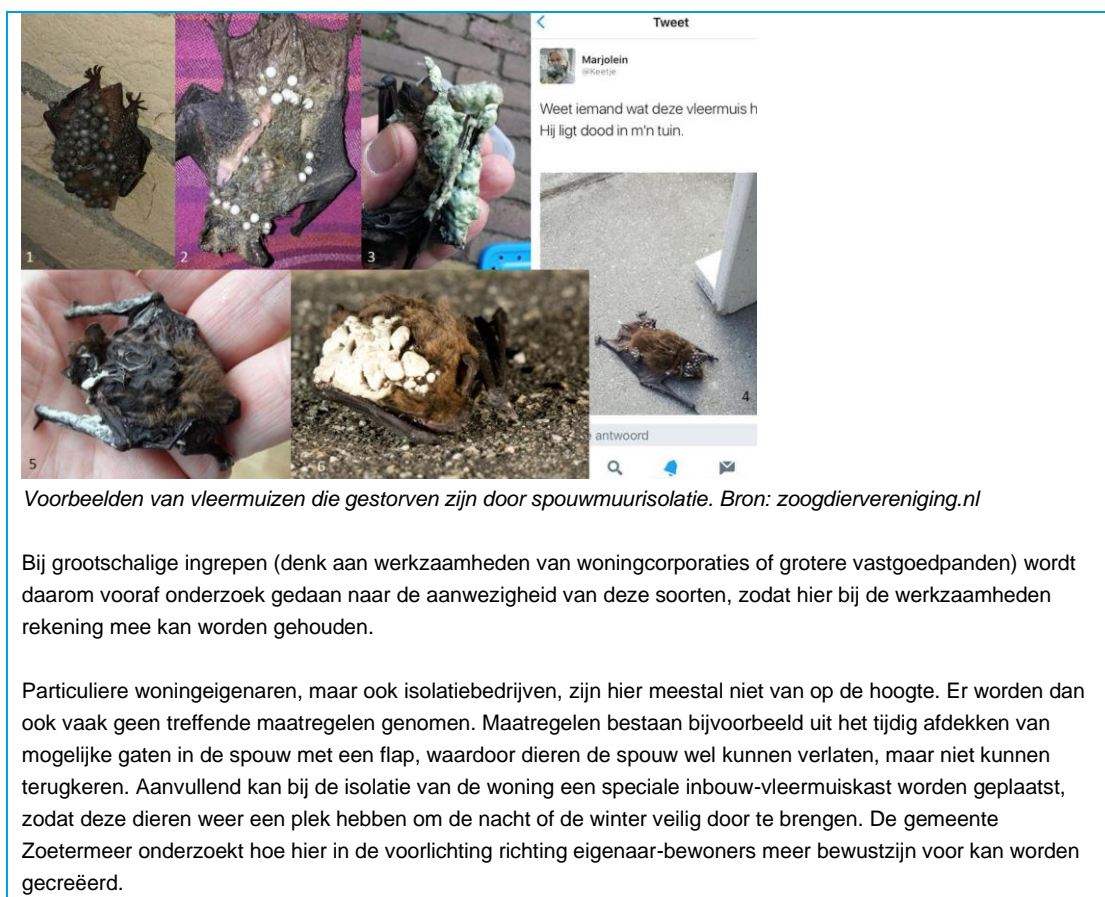 Tweet
Marjolein
@Keetje
Weet iemand wat deze vleermuis h
Hij ligt dood in m'n tuin.
1
2
3
4
antwoord
5
6
Voorbeelden van vleermuizen die gestorven zijn door spouwmuurisolatie. Bron: zoogdiervereniging.nl
Bij grootschalige ingrepen (denk aan werkzaamheden van woningcorporaties of grotere vastgoedpanden) wordt
daarom vooraf onderzoek gedaan naar de aanwezigheid van deze soorten, zodat hier bij de werkzaamheden
rekening mee kan worden gehouden.
Particuliere woningeigenaren, maar ook isolatiebedrijven, zijn hier meestal niet van op de hoogte. Er worden dan
ook vaak geen treffende maatregelen genomen. Maatregelen bestaan bijvoorbeeld uit het tijdig afdekken van
mogelijke gaten in de spouw met een flap, waardoor dieren de spouw wel kunnen verlaten, maar niet kunnen
terugkeren. Aanvullend kan bij de isolatie van de woning een speciale inbouw-vleermuiskast worden geplaatst,
zodat deze dieren weer een plek hebben om de nacht of de winter veilig door te brengen. De gemeente
Zoetermeer onderzoekt hoe hier in de voorlichting richting eigenaar-bewoners meer bewustzijn voor kan worden
gecreëerd.